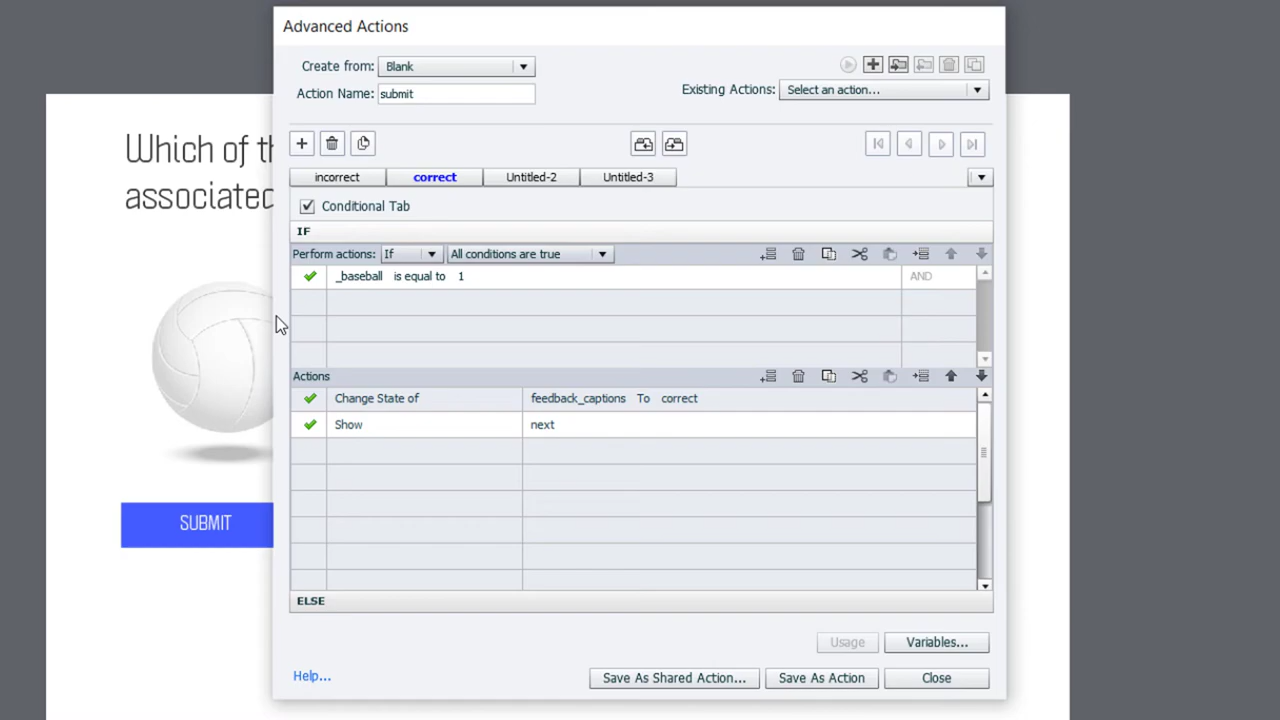 Advanced Actions
Create from: Blank
Action Name: submit
Existing Actions: Select an action...
incorrect correct Untitled-2 Untitled-3
Conditional Tab
IF
Perform actions: If All conditions are true
_baseball is equal to 1 AND
Actions
Change State of feedback_captions To correct
Show next
ELSE
Usage Variables...
Help... Save As Shared Action... Save As Action Close
Which of
associated
SUBMIT